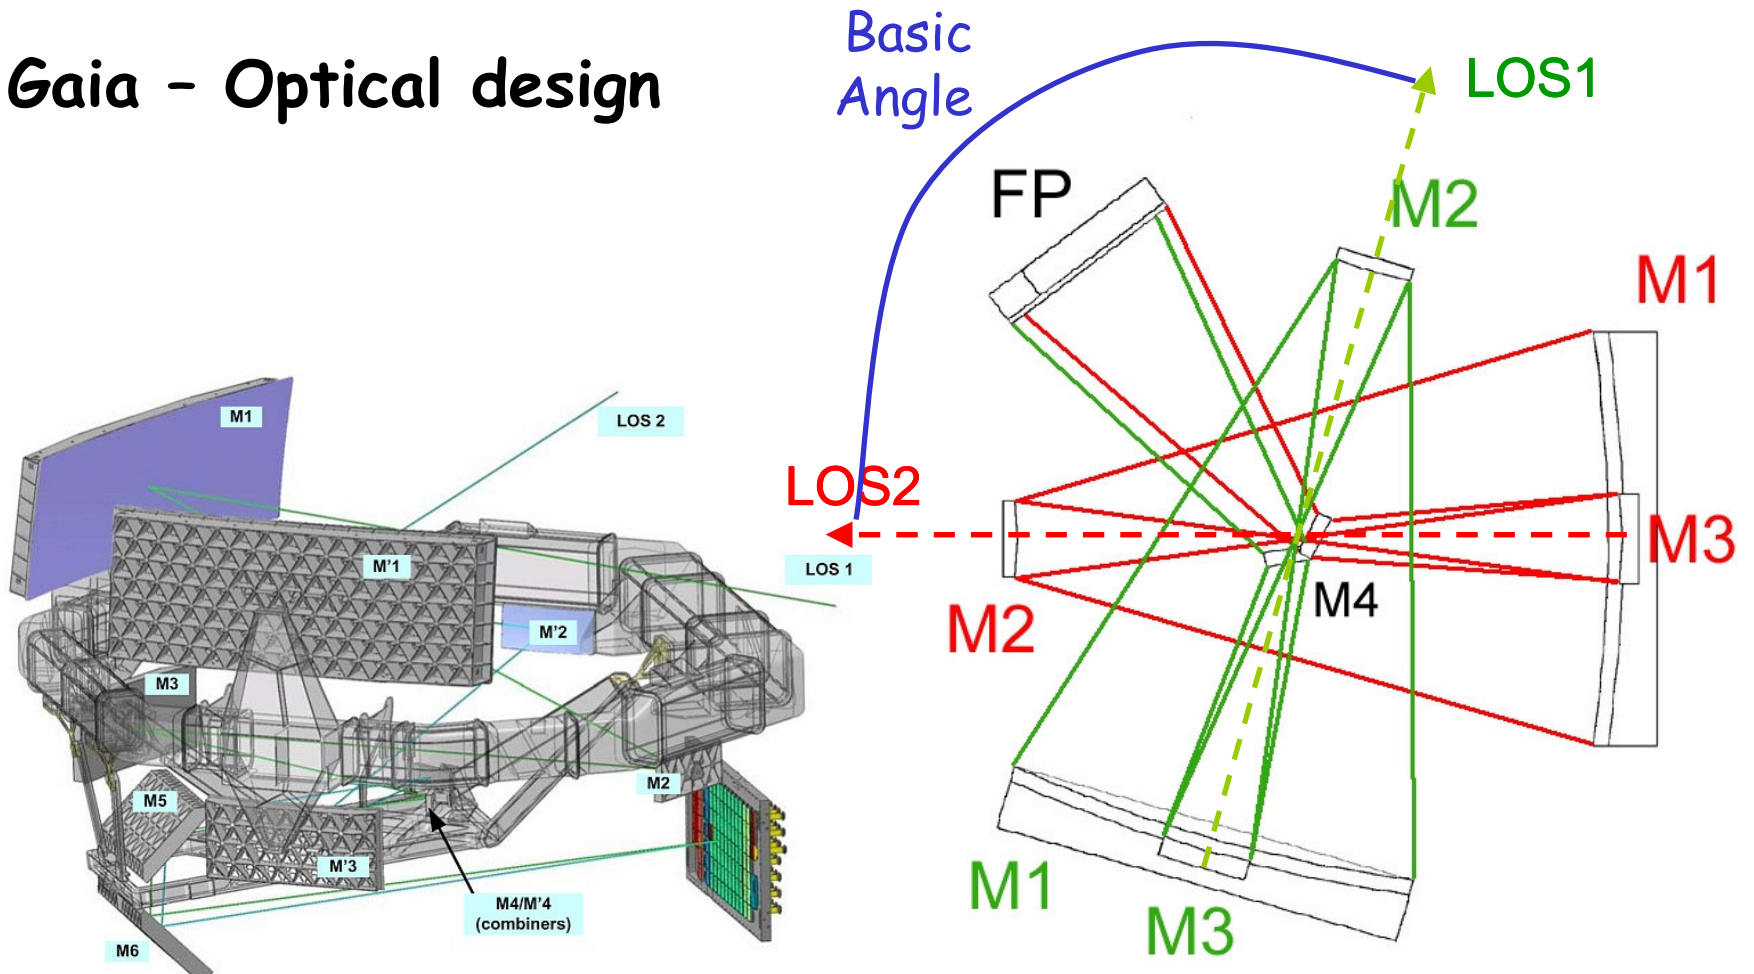 Gaia – Optical design
Basic
Angle
LOS1
FP
M2
M1
LOS2
M3
M2
M4
M1
M3
M1
LOS 2
M'1
LOS 1
M'2
M3
M2
M5
M'3
M4/M'4
(combiners)
M6